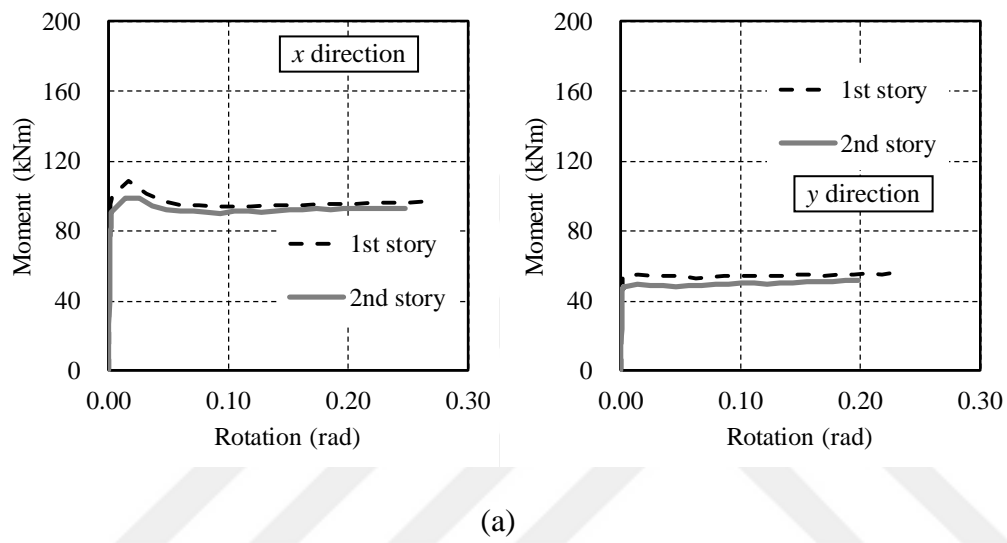 200
160
120
80
40
0
Moment (kNm)
x direction
1st story
2nd story
0.00 0.10 0.20 0.30
Rotation (rad)
200
160
120
80
40
0
Moment (kNm)
1st story
2nd story
y direction
0.00 0.10 0.20 0.30
Rotation (rad)
(a)